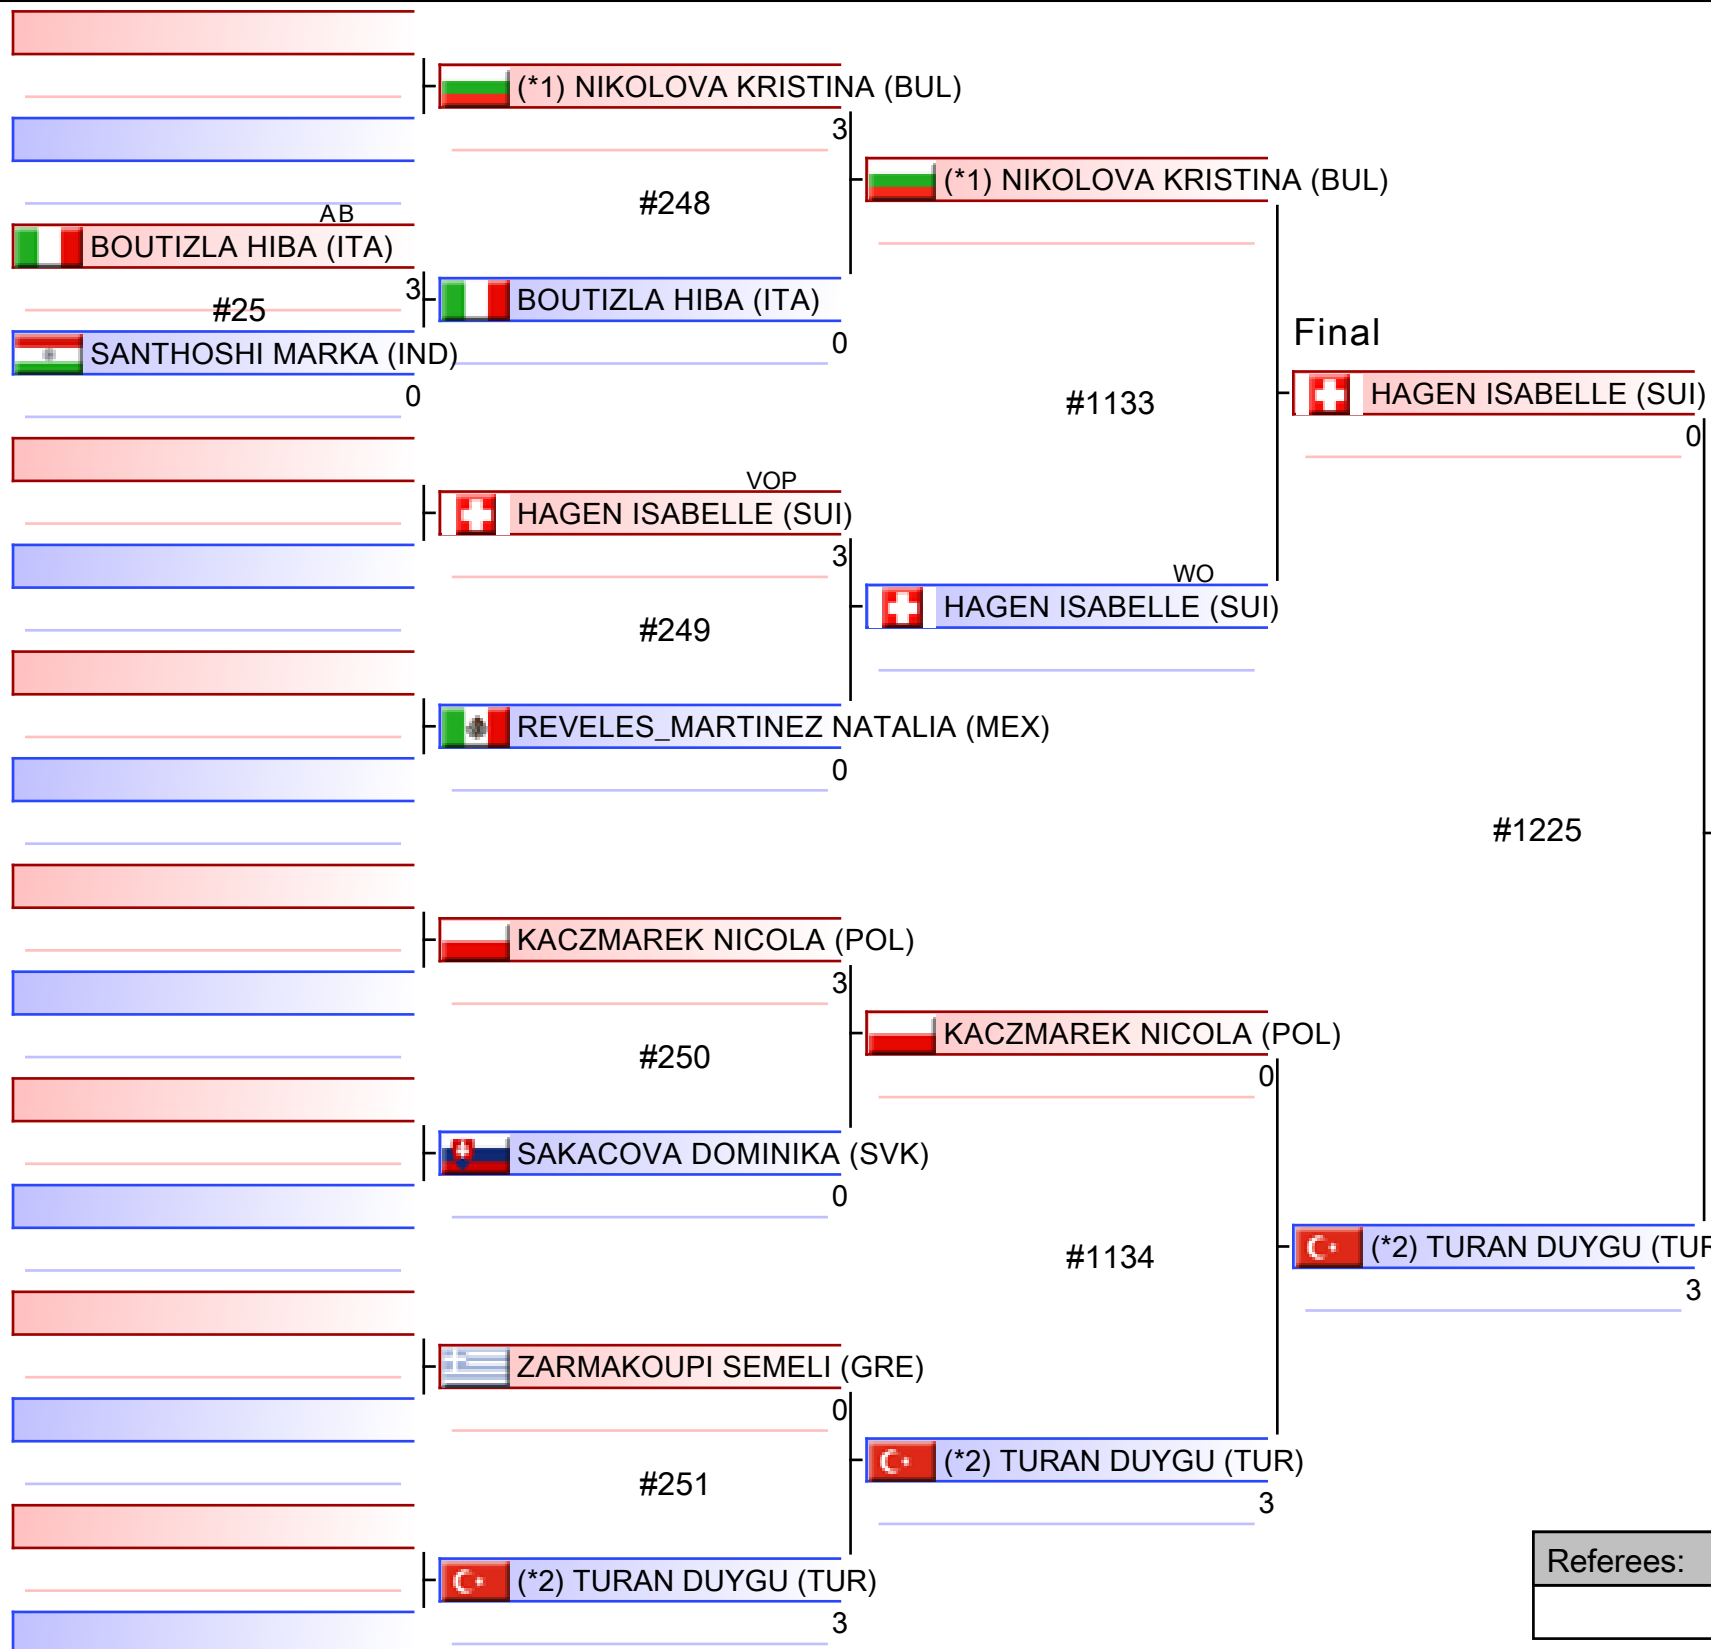 (*1) NIKOLOVA KRISTINA (BUL)
3
(*1) NIKOLOVA KRISTINA (BUL)
#248
AB
BOUTIZLA HIBA (ITA)
3
#25
BOUTIZLA HIBA (ITA)
0
SANTHOSHI MARKA (IND)
0
Final
HAGEN ISABELLE (SUI)
0
#1133
VOP
HAGEN ISABELLE (SUI)
3
WO
HAGEN ISABELLE (SUI)
#249
REVELES_MARTINEZ NATALIA (MEX)
0
#1225
KACZMAREK NICOLA (POL)
3
KACZMAREK NICOLA (POL)
0
#250
SAKACOVA DOMINIKA (SVK)
0
#1134
(*2) TURAN DUYGU (TUR
3
ZARMAKOUPI SEMELI (GRE)
0
(*2) TURAN DUYGU (TUR)
3
#251
(*2) TURAN DUYGU (TUR)
3
Referees: